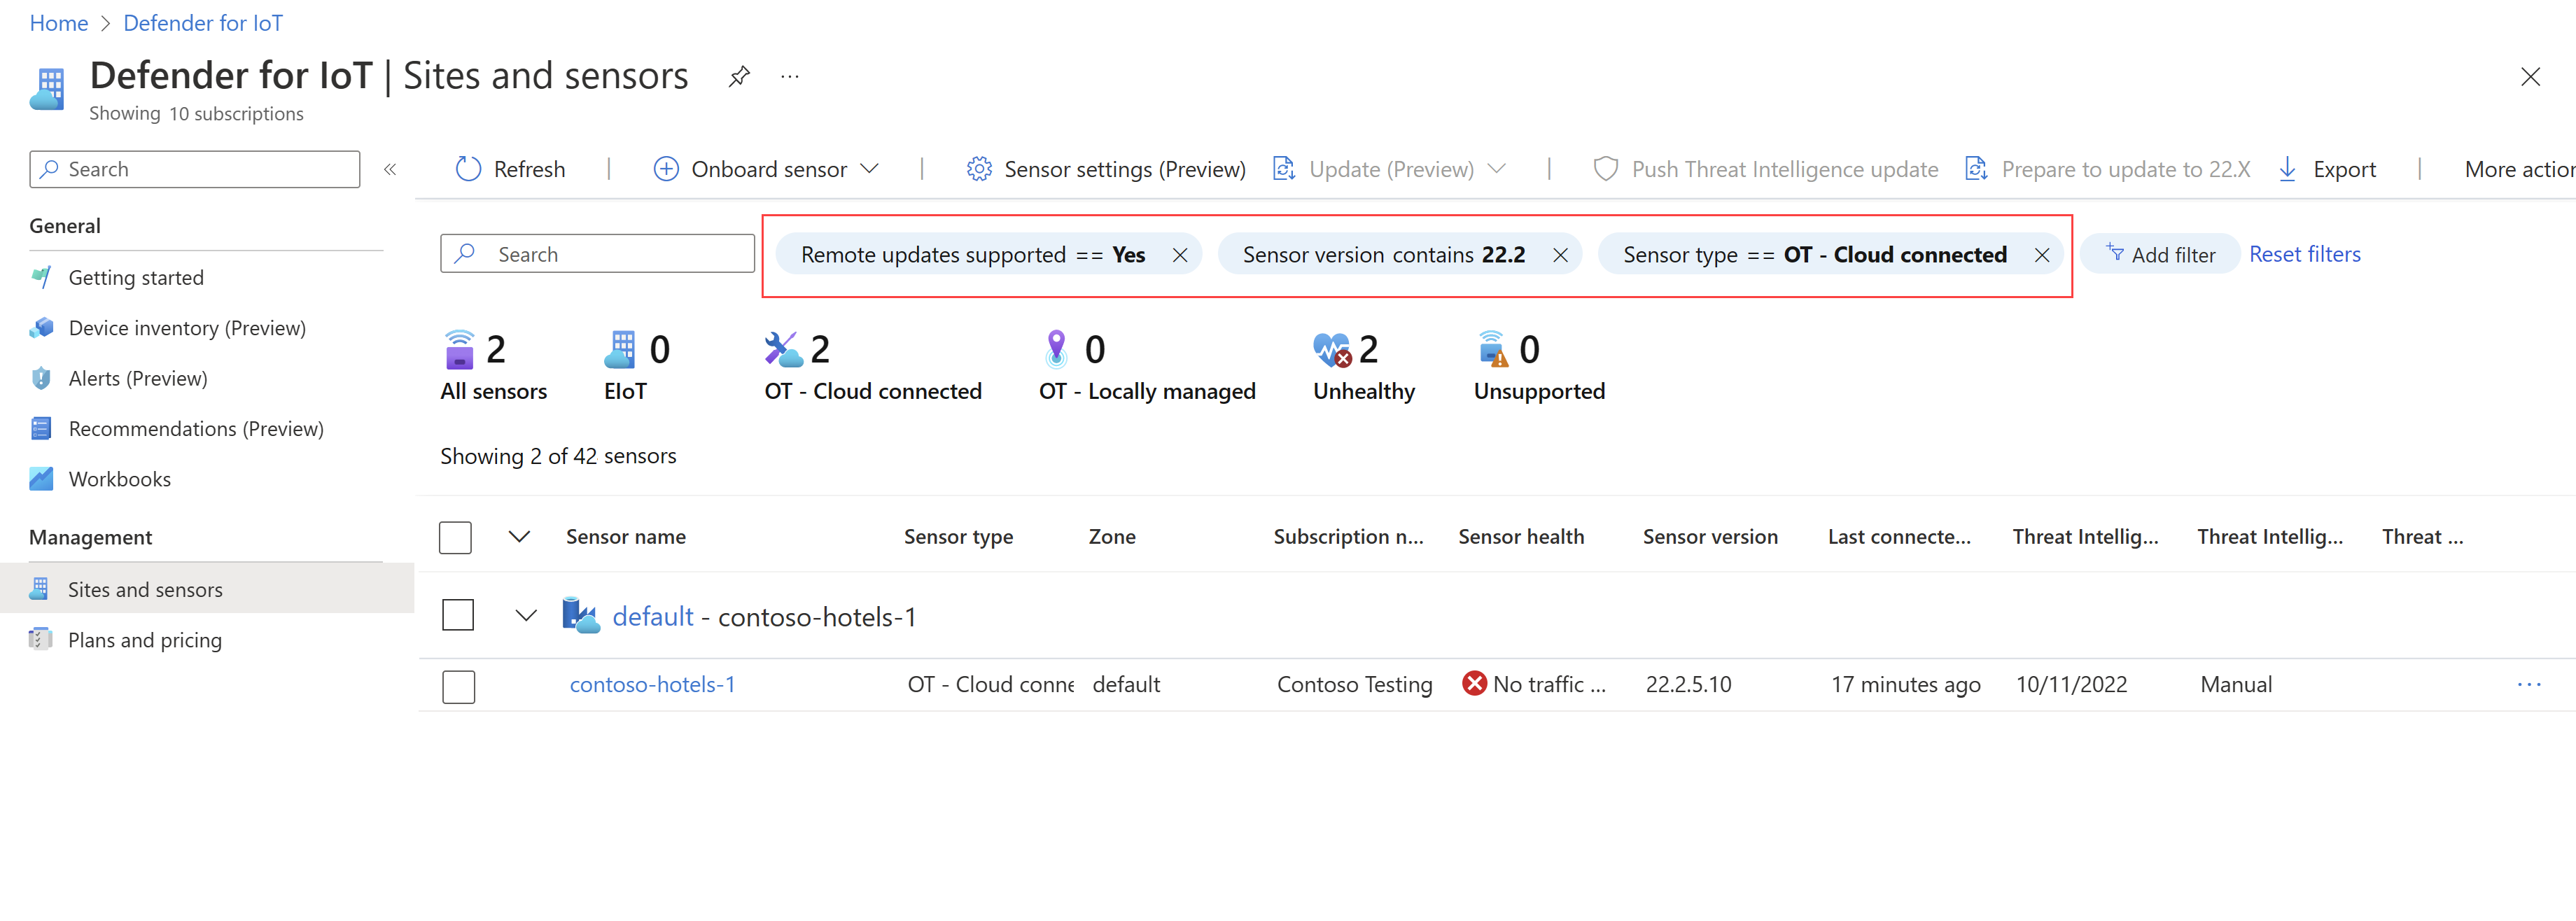 Home > Defender for IoT
Defender for IoT | Sites and sensors ...
Showing 10 subscriptions
Search «
Refresh | Onboard sensor | Sensor settings (Preview) Update (Preview) | Push Threat Intelligence update Prepare to update to 22.X Export | More action
General
Getting started
Device inventory (Preview)
Alerts (Preview)
Recommendations (Preview)
Workbooks
Management
Sites and sensors
Plans and pricing
Search Remote updates supported == Yes Sensor version contains 22.2 Sensor type == OT - Cloud connected Add filter Reset filters
2 0 2 0 2 0
All sensors EIoT OT - Cloud connected OT - Locally managed Unhealthy Unsupported
Showing 2 of 42 sensors
Sensor name Sensor type Zone Subscription n... Sensor health Sensor version Last connecte... Threat Intellig... Threat Intellig... Threat ...
default - contoso-hotels-1
contoso-hotels-1 OT - Cloud conne default Contoso Testing No traffic ... 22.2.5.10 17 minutes ago 10/11/2022 Manual ...